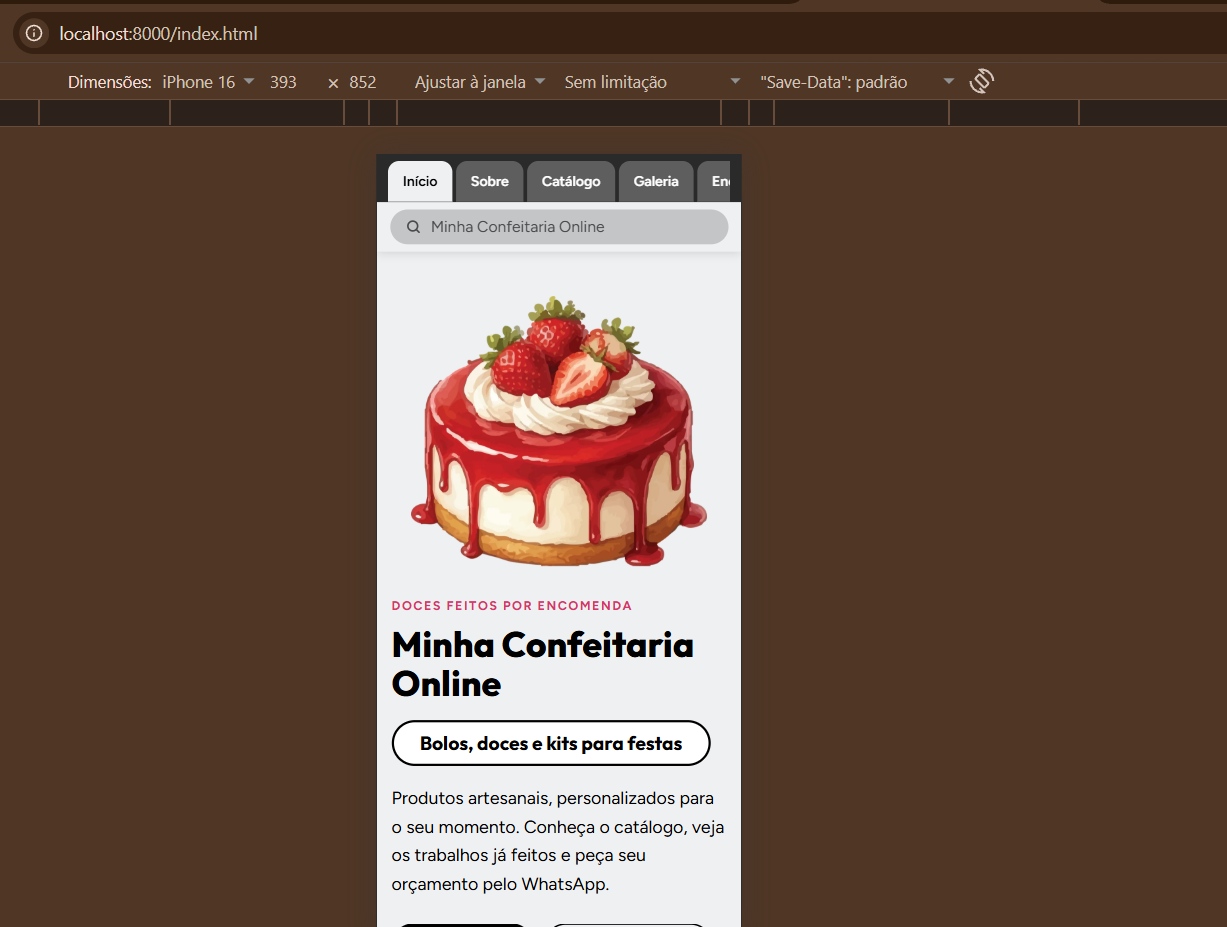 localhost:8000/index.html
Dimensões: iPhone 16 393 × 852 Ajustar à janela Sem limitação "Save-Data": padrão
Início Sobre Catálogo Galeria
Minha Confeitaria Online
DOCES FEITOS POR ENCOMENDA
Minha Confeitaria
Online
Bolos, doces e kits para festas
Produtos artesanais, personalizados para
o seu momento. Conheça o catálogo, veja
os trabalhos já feitos e peça seu
orçamento pelo WhatsApp.